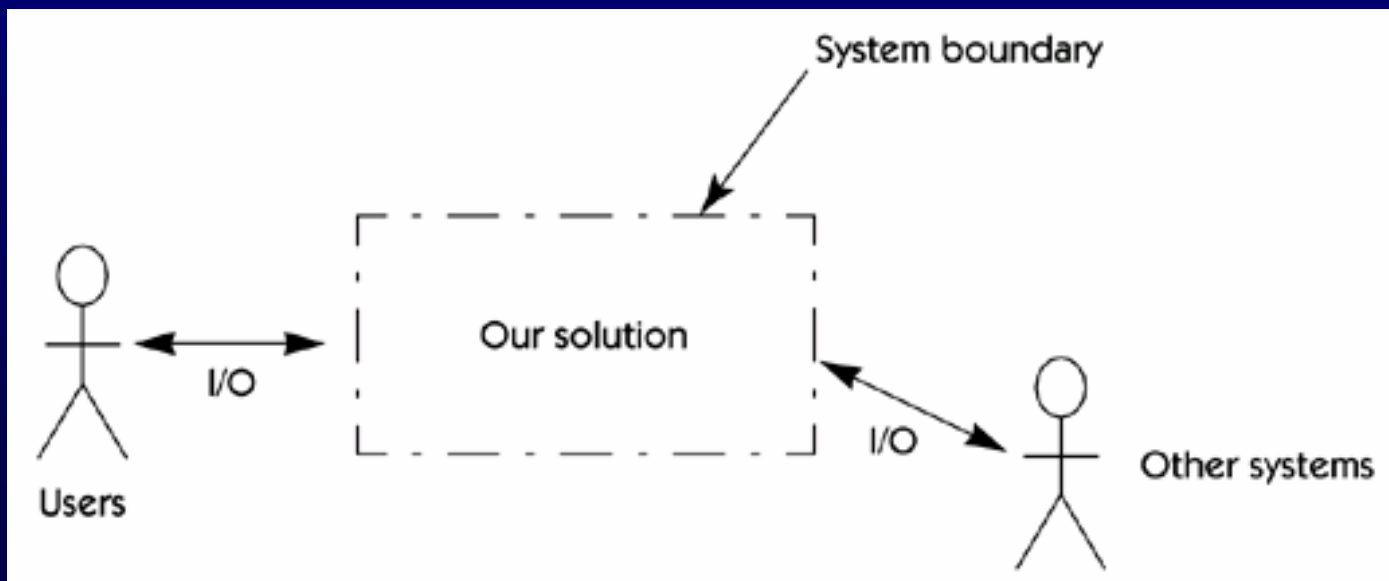 System boundary
Our solution
I/O
I/O
Users
Other systems